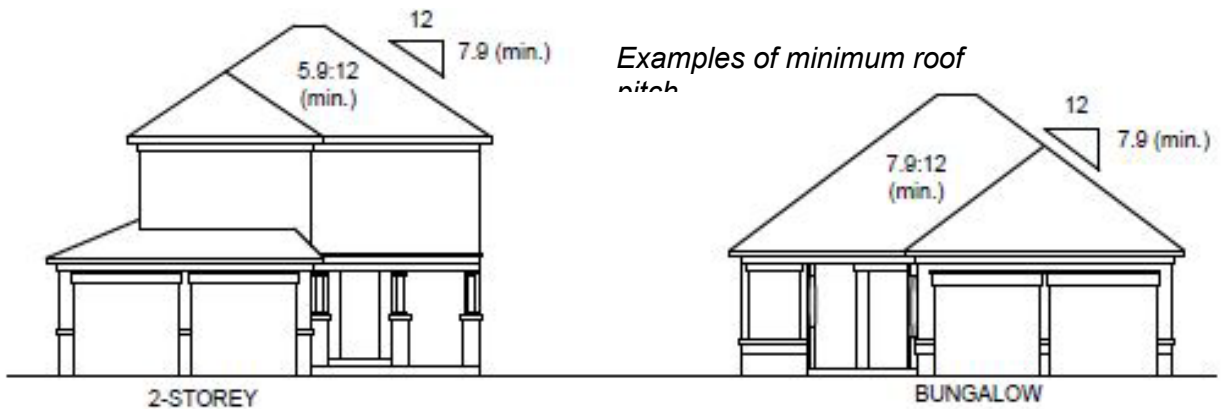 12
7.9 (min.)
5.9:12
(min.)
Examples of minimum roof
pitch
12
7.9 (min.)
7.9:12
(min.)
2-STOREY
BUNGALOW